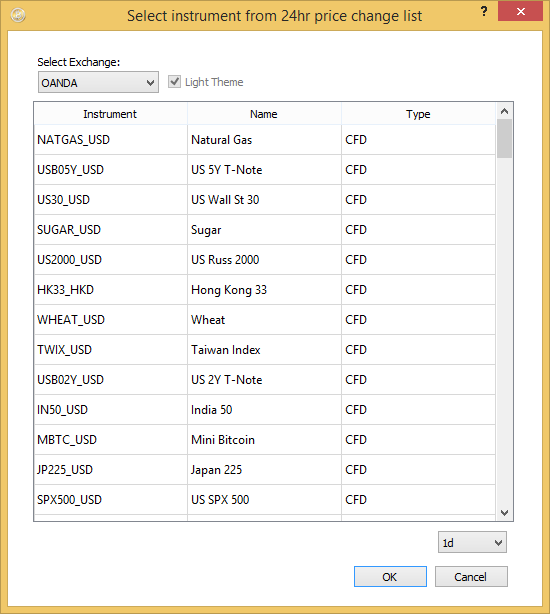 Select instrument from 24hr price change list
?
Select Exchange:
OANDA Light Theme
Instrument Name Type
NATGAS_USD Natural Gas CFD
USB05Y_USD US 5Y T-Note CFD
US30_USD US Wall St 30 CFD
SUGAR_USD Sugar CFD
US2000_USD US Russ 2000 CFD
HK33_HKD Hong Kong 33 CFD
WHEAT_USD Wheat CFD
TWIX_USD Taiwan Index CFD
USB02Y_USD US 2Y T-Note CFD
IN50_USD India 50 CFD
MBTC_USD Mini Bitcoin CFD
JP225_USD Japan 225 CFD
SPX500_USD US SPX 500 CFD
1d
OK Cancel